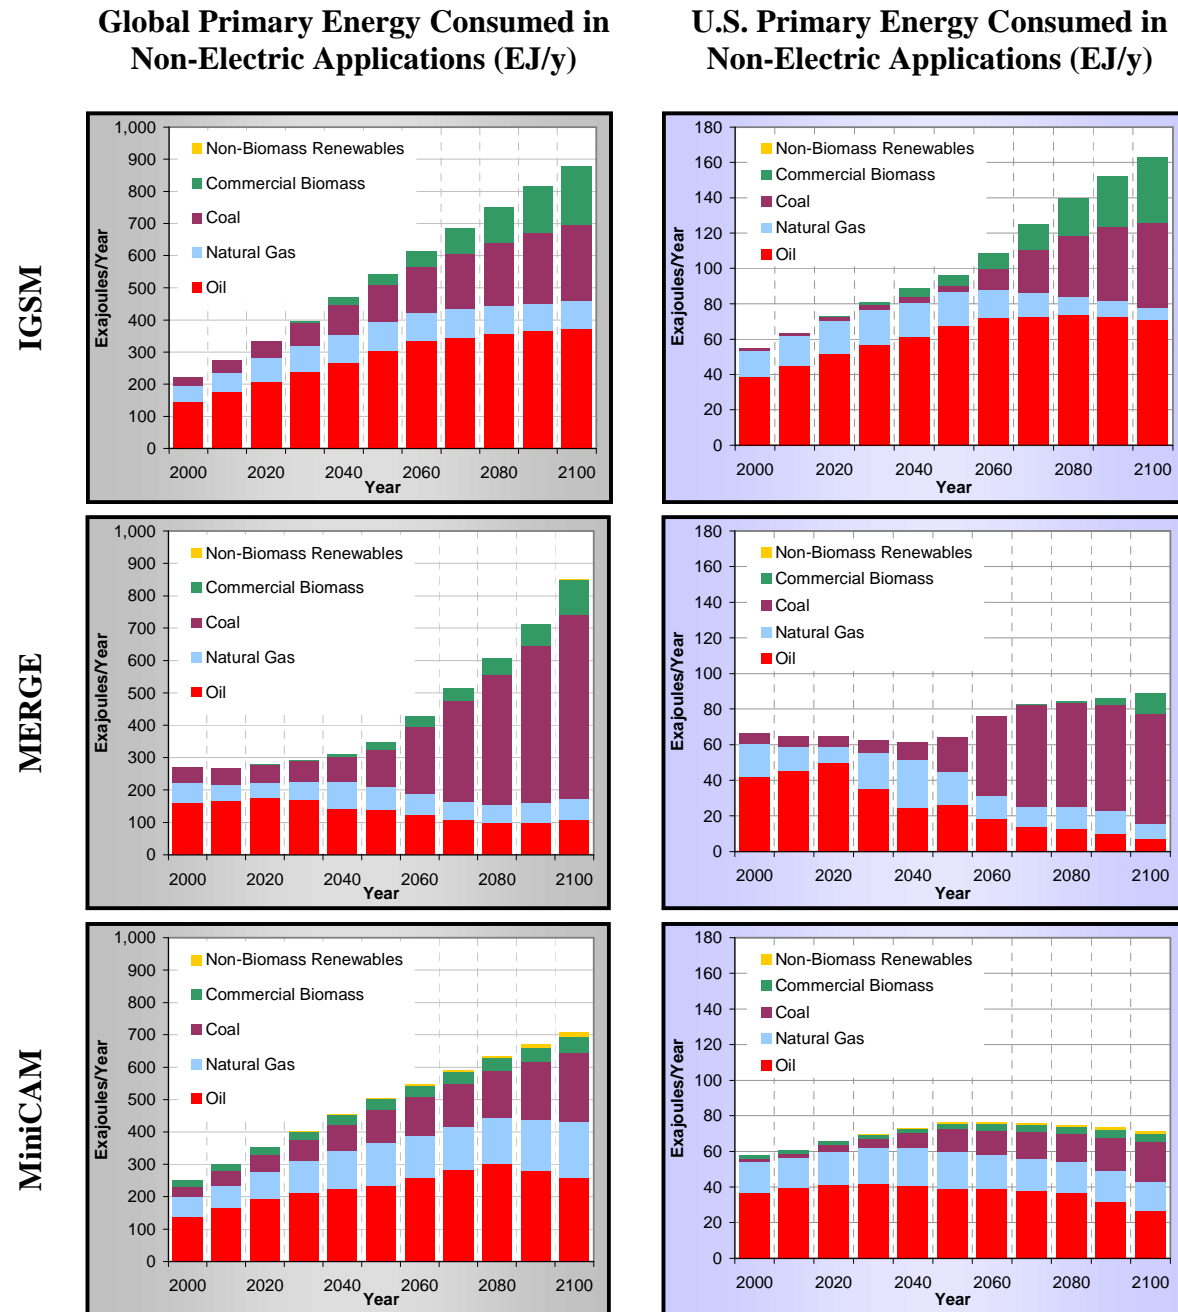 Global Primary Energy Consumed in
Non-Electric Applications (EJ/y)
U.S. Primary Energy Consumed in
Non-Electric Applications (EJ/y)
IGSM
Exajoules/Year
1,000
900
800
700
600
500
400
300
200
100
0
Non-Biomass Renewables
Commercial Biomass
Coal
Natural Gas
Oil
2000 2020 2040 2060 2080 2100
Year
Exajoules/Year
180
160
140
120
100
80
60
40
20
0
Non-Biomass Renewables
Commercial Biomass
Coal
Natural Gas
Oil
2000 2020 2040 2060 2080 2100
Year
MERGE
Exajoules/Year
1,000
900
800
700
600
500
400
300
200
100
0
Non-Biomass Renewables
Commercial Biomass
Coal
Natural Gas
Oil
2000 2020 2040 2060 2080 2100
Year
Exajoules/Year
180
160
140
120
100
80
60
40
20
0
Non-Biomass Renewables
Commercial Biomass
Coal
Natural Gas
Oil
2000 2020 2040 2060 2080 2100
Year
MiniCAM
Exajoules/Year
1,000
900
800
700
600
500
400
300
200
100
0
Non-Biomass Renewables
Commercial Biomass
Coal
Natural Gas
Oil
2000 2020 2040 2060 2080 2100
Year
Exajoules/Year
180
160
140
120
100
80
60
40
20
0
Non-Biomass Renewables
Commercial Biomass
Coal
Natural Gas
Oil
2000 2020 2040 2060 2080 2100
Year